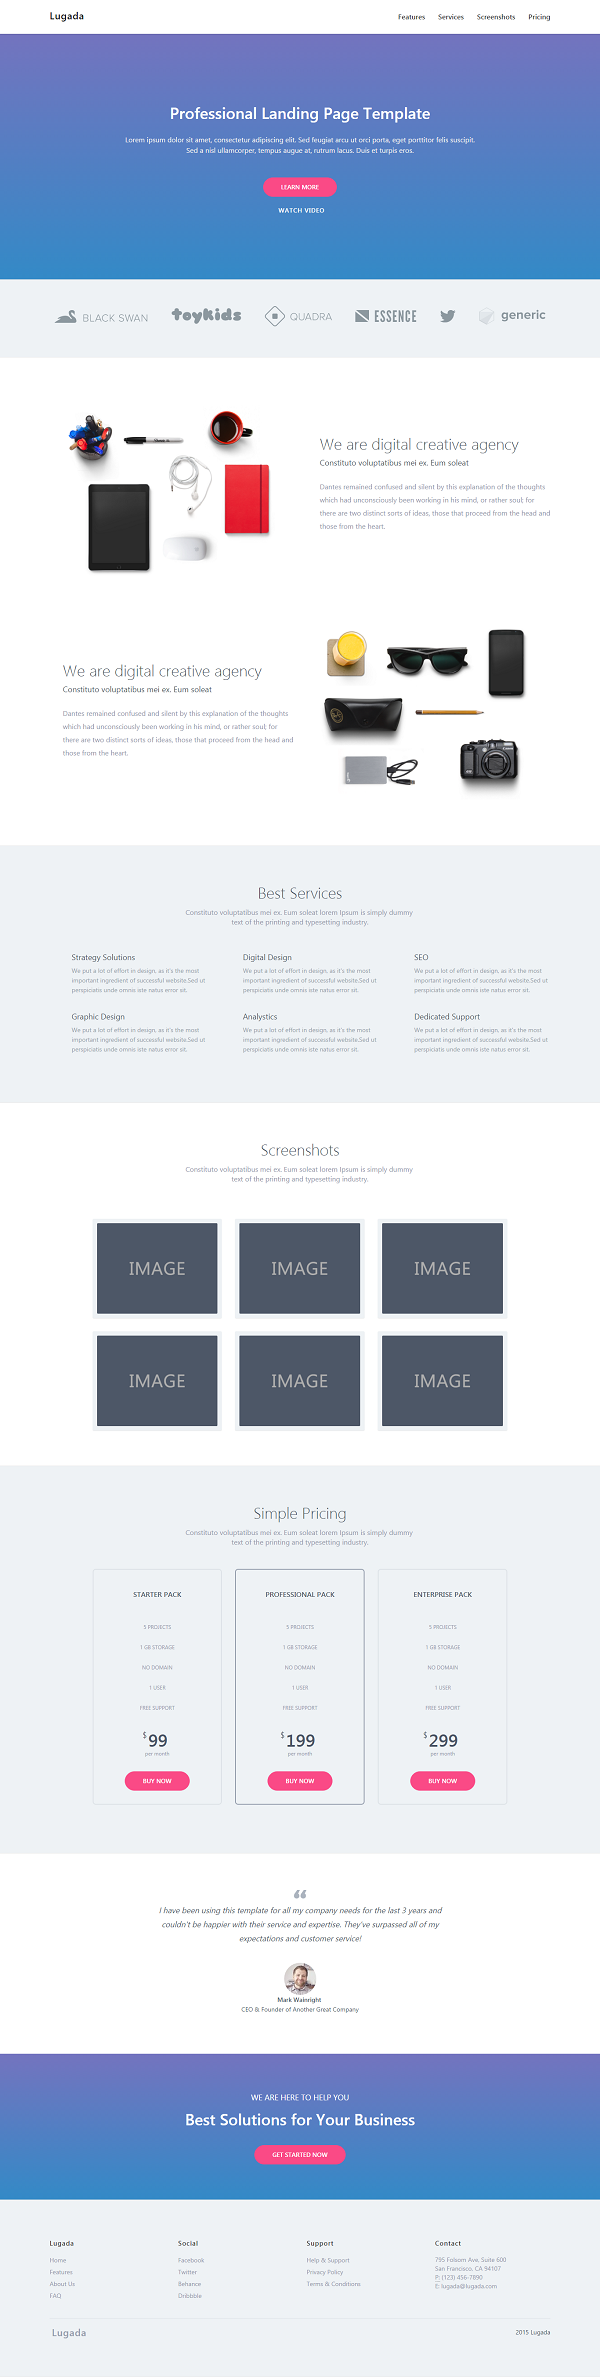 Lugada
Features Services Screenshots Pricing
Professional Landing Page Template
Lorem ipsum dolor sit amet, consectetur adipiscing elit. Sed feugiat arcu ut orci porta, eget porttitor felis suscipit.
Sed a nisl ullamcorper, tempus augue at, rutrum lacus. Duis et turpis eros.
LEARN MORE
WATCH VIDEO
BLACK SWAN toykids QUADRA ESSENCE generic
We are digital creative agency
Constituto voluptatibus mei ex. Eum soleat
Dantes remained confused and silent by this explanation of the thoughts
which had unconsciously been working in his mind, or rather soul; for
there are two distinct sorts of ideas, those that proceed from the head and
those from the heart.
We are digital creative agency
Constituto voluptatibus mei ex. Eum soleat
Dantes remained confused and silent by this explanation of the thoughts
which had unconsciously been working in his mind, or rather soul; for
there are two distinct sorts of ideas, those that proceed from the head and
those from the heart.
Best Services
Constituto voluptatibus mei ex. Eum soleat lorem Ipsum is simply dummy
text of the printing and typesetting industry.
Strategy Solutions
We put a lot of effort in design, as it's the most
important ingredient of successful website.Sed ut
perspiciatis unde omnis iste natus error sit.
Digital Design
We put a lot of effort in design, as it's the most
important ingredient of successful website.Sed ut
perspiciatis unde omnis iste natus error sit.
SEO
We put a lot of effort in design, as it's the most
important ingredient of successful website.Sed ut
perspiciatis unde omnis iste natus error sit.
Graphic Design
We put a lot of effort in design, as it's the most
important ingredient of successful website.Sed ut
perspiciatis unde omnis iste natus error sit.
Analystics
We put a lot of effort in design, as it's the most
important ingredient of successful website.Sed ut
perspiciatis unde omnis iste natus error sit.
Dedicated Support
We put a lot of effort in design, as it's the most
important ingredient of successful website.Sed ut
perspiciatis unde omnis iste natus error sit.
Screenshots
Constituto voluptatibus mei ex. Eum soleat lorem Ipsum is simply dummy
text of the printing and typesetting industry.
IMAGE IMAGE IMAGE
IMAGE IMAGE IMAGE
Simple Pricing
Constituto voluptatibus mei ex. Eum soleat lorem Ipsum is simply dummy
text of the printing and typesetting industry.
STARTER PACK
5 PROJECTS
1 GB STORAGE
NO DOMAIN
1 USER
FREE SUPPORT
$99
per month
BUY NOW
PROFESSIONAL PACK
5 PROJECTS
1 GB STORAGE
NO DOMAIN
1 USER
FREE SUPPORT
$199
per month
BUY NOW
ENTERPRISE PACK
5 PROJECTS
1 GB STORAGE
NO DOMAIN
1 USER
FREE SUPPORT
$299
per month
BUY NOW
“
I have been using this template for all my company needs for the last 3 years and
couldn't be happier with their service and expertise. They've surpassed all of my
expectations and customer service!
Mark Wainright
CEO & Founder of Another Great Company
WE ARE HERE TO HELP YOU
Best Solutions for Your Business
GET STARTED NOW
Lugada
Home
Features
About Us
FAQ
Social
Facebook
Twitter
Behance
Dribbble
Support
Help & Support
Privacy Policy
Terms & Conditions
Contact
795 Folsom Ave, Suite 600
San Francisco, CA 94107
P: (123) 456-7890
E: lugada@lugada.com
Lugada
2015 Lugada